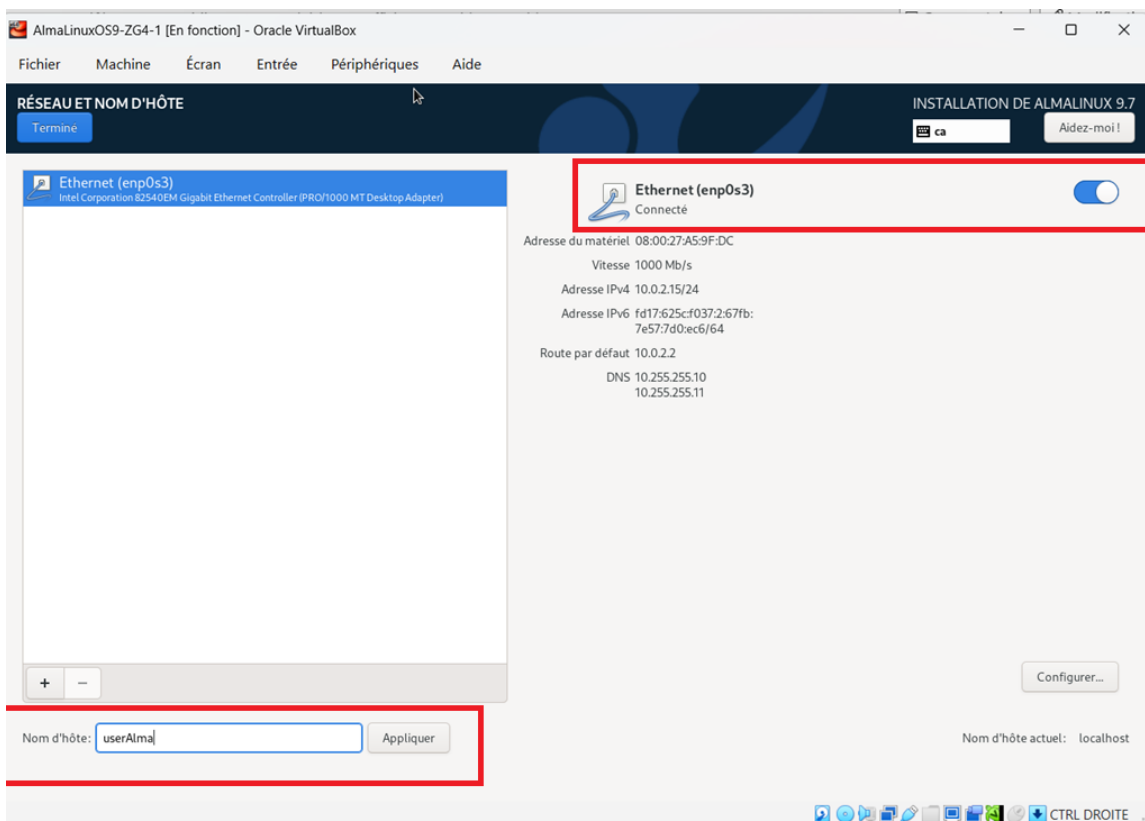 AlmaLinuxOS9-ZG4-1 [En fonction] - Oracle VirtualBox
Fichier Machine Écran Entrée Périphériques Aide
RÉSEAU ET NOM D'HÔTE
INSTALLATION DE ALMALINUX 9.7
Terminé
ca
Aidez-moi !
Ethernet (enp0s3)
Intel Corporation 82540EM Gigabit Ethernet Controller (PRO/1000 MT Desktop Adapter)
Ethernet (enp0s3)
Connecté
Adresse du matériel 08:00:27:A5:9F:DC
Vitesse 1000 Mb/s
Adresse IPv4 10.0.2.15/24
Adresse IPv6 fd17:625c:f037:2:67fb:
7e57:7d0:ec6/64
Route par défaut 10.0.2.2
DNS 10.255.255.10
10.255.255.11
+ −
Configurer...
Nom d'hôte: userAlma
Appliquer
Nom d'hôte actuel: localhost
CTRL DROITE